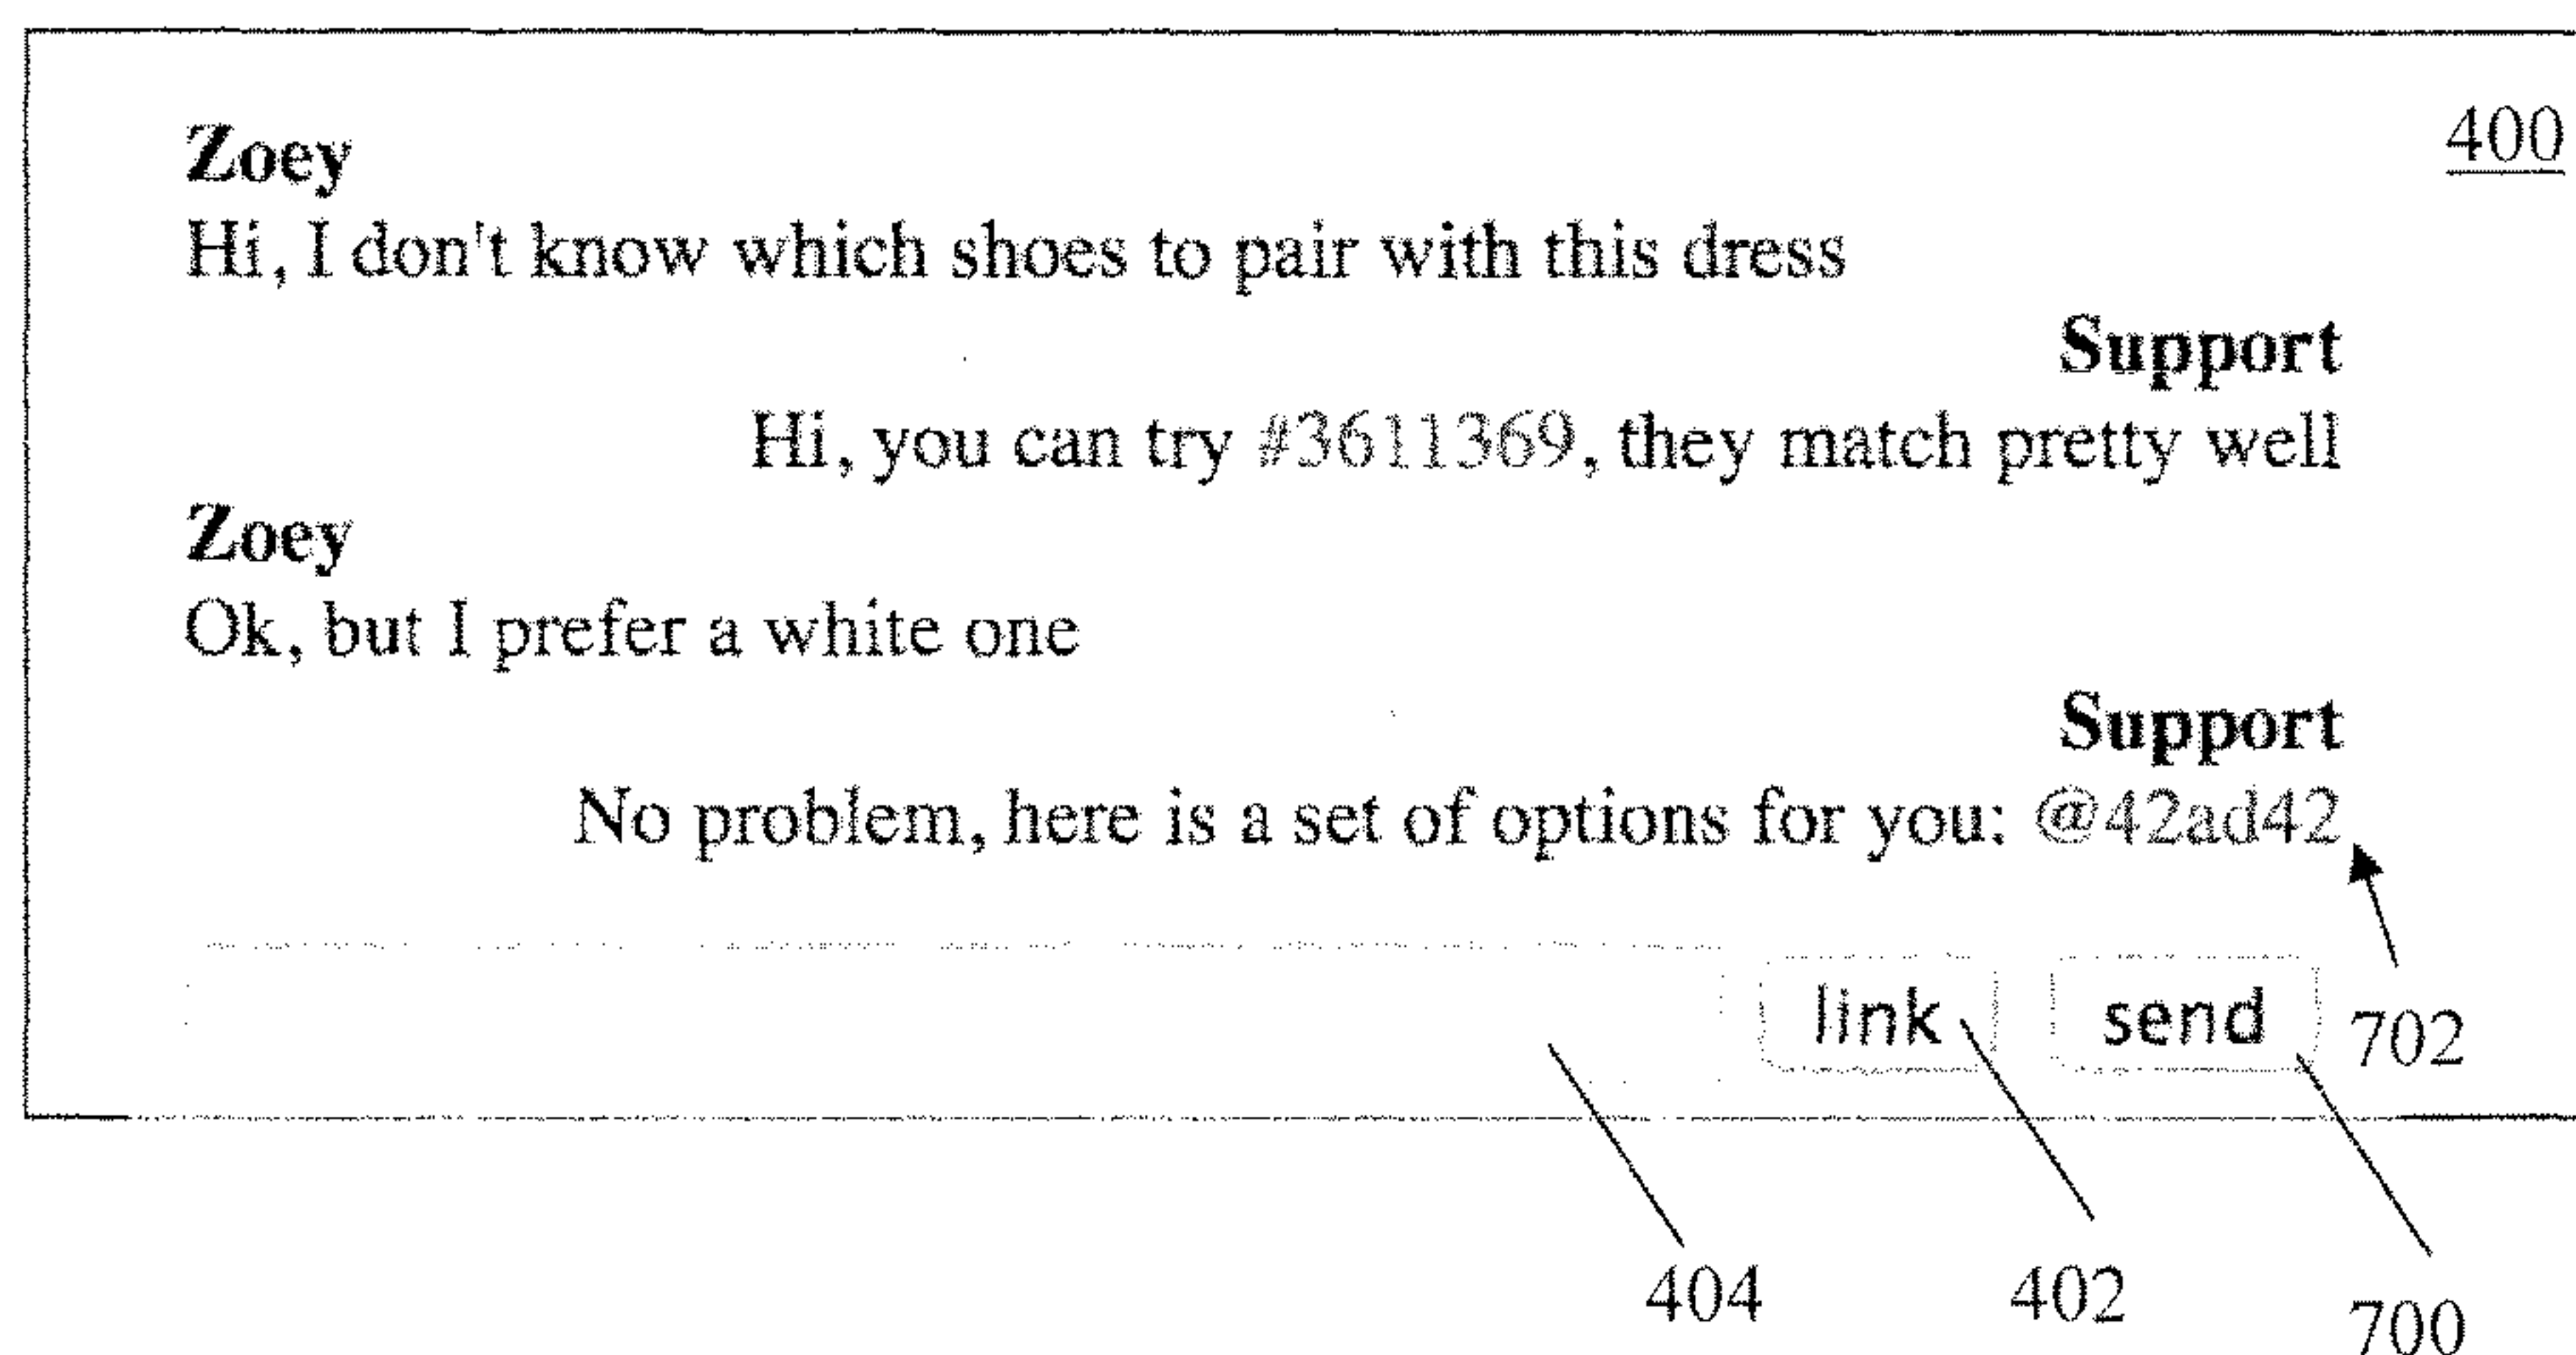 400
Zoey
Hi, I don't know which shoes to pair with this dress
Support
Hi, you can try #3611369, they match pretty well
Zoey
Ok, but I prefer a white one
Support
No problem, here is a set of options for you: @42ad42
link
send
702
404
402
700